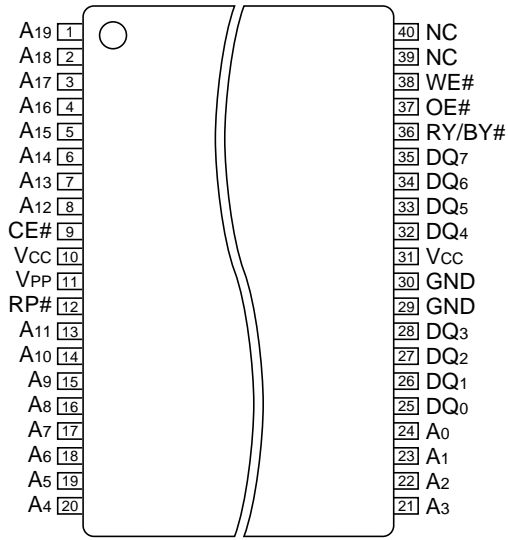 A19 1 40 NC
A18 2 39 NC
A17 3 38 WE#
A16 4 37 OE#
A15 5 36 RY/BY#
A14 6 35 DQ7
A13 7 34 DQ6
A12 8 33 DQ5
CE# 9 32 DQ4
VCC 10 31 VCC
VPP 11 30 GND
RP# 12 29 GND
A11 13 28 DQ3
A10 14 27 DQ2
A9 15 26 DQ1
A8 16 25 DQ0
A7 17 24 A0
A6 18 23 A1
A5 19 22 A2
A4 20 21 A3